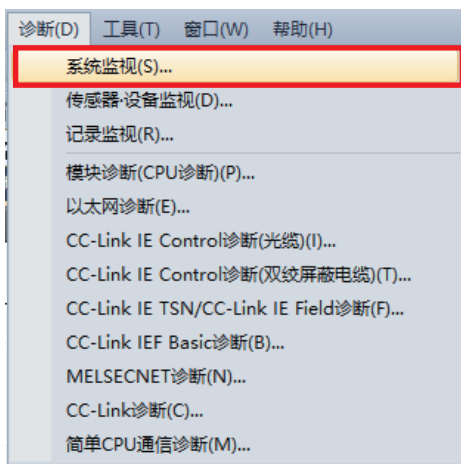 诊断(D) 工具(T) 窗口(W) 帮助(H)
系统监视(S)...
传感器·设备监视(D)...
记录监视(R)...
模块诊断(CPU诊断)(P)...
以太网诊断(E)...
CC-Link IE Control诊断(光缆)(I)...
CC-Link IE Control诊断(双绞屏蔽电缆)(T)...
CC-Link IE TSN/CC-Link IE Field诊断(F)...
CC-Link IEF Basic诊断(B)...
MELSECNET诊断(N)...
CC-Link诊断(C)...
简单CPU通信诊断(M)...